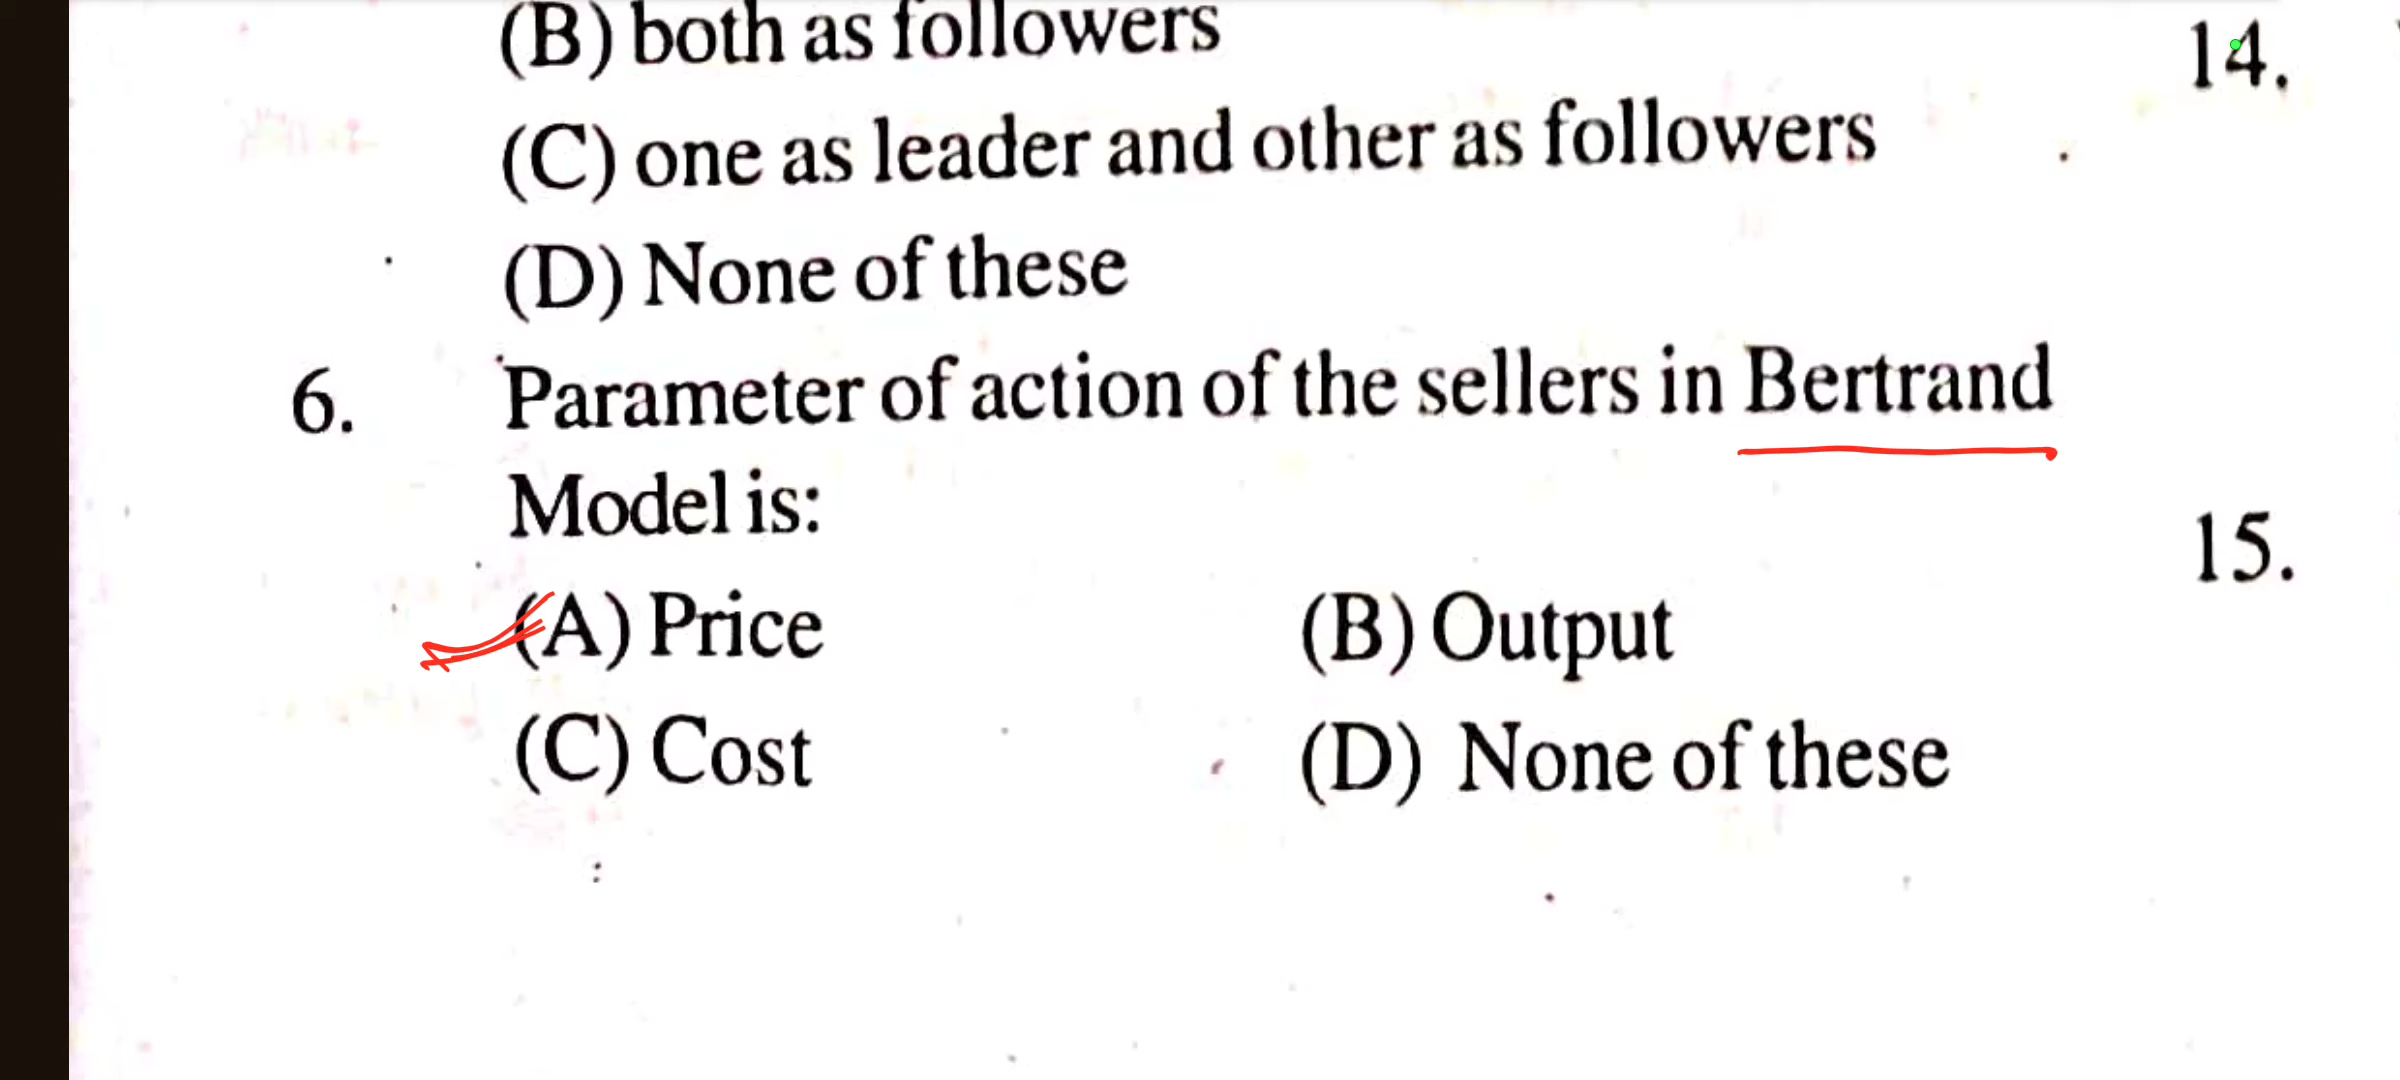 (B) both as followers
14.
(C) one as leader and other as followers
(D) None of these
6. Parameter of action of the sellers in Bertrand
Model is:
15.
(A) Price (B) Output
(C) Cost (D) None of these